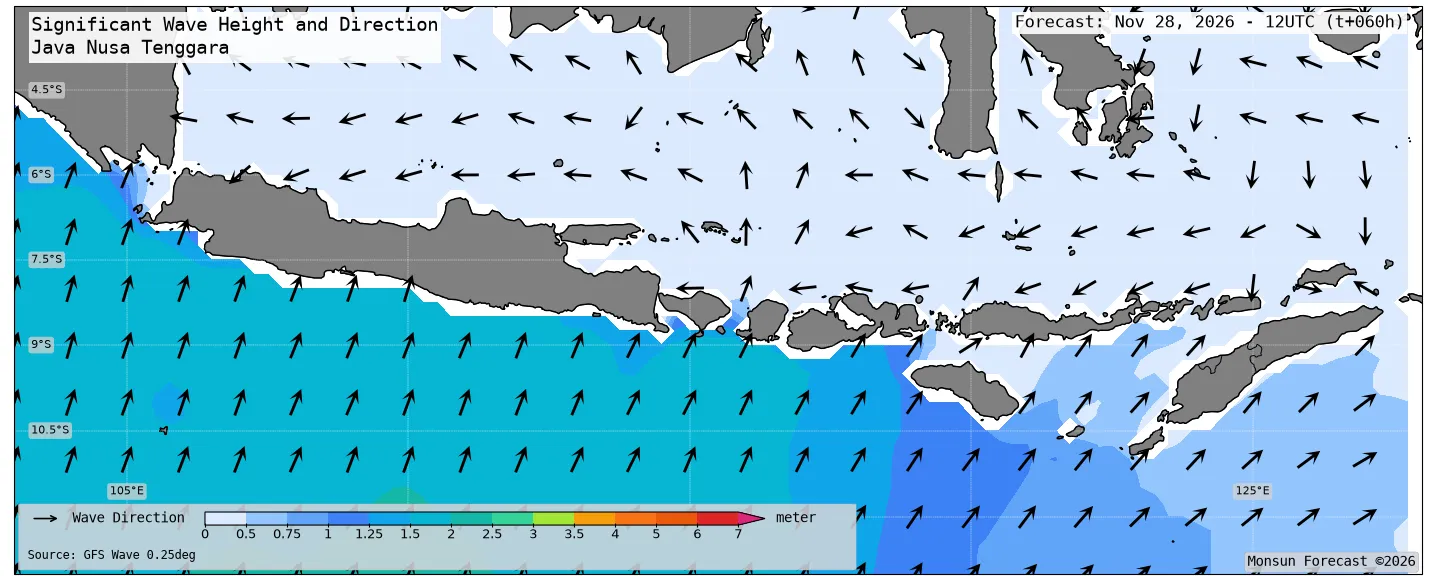 Significant Wave Height and Direction
Java Nusa Tenggara
Forecast: Nov 28, 2026 - 12UTC (t+060h)
4.5°S
6°S
7.5°S
9°S
10.5°S
105°E
125°E
Wave Direction
meter
0 0.5 0.75 1 1.25 1.5 2 2.5 3 3.5 4 5 6 7
Source: GFS Wave 0.25deg
Monsun Forecast ©2026